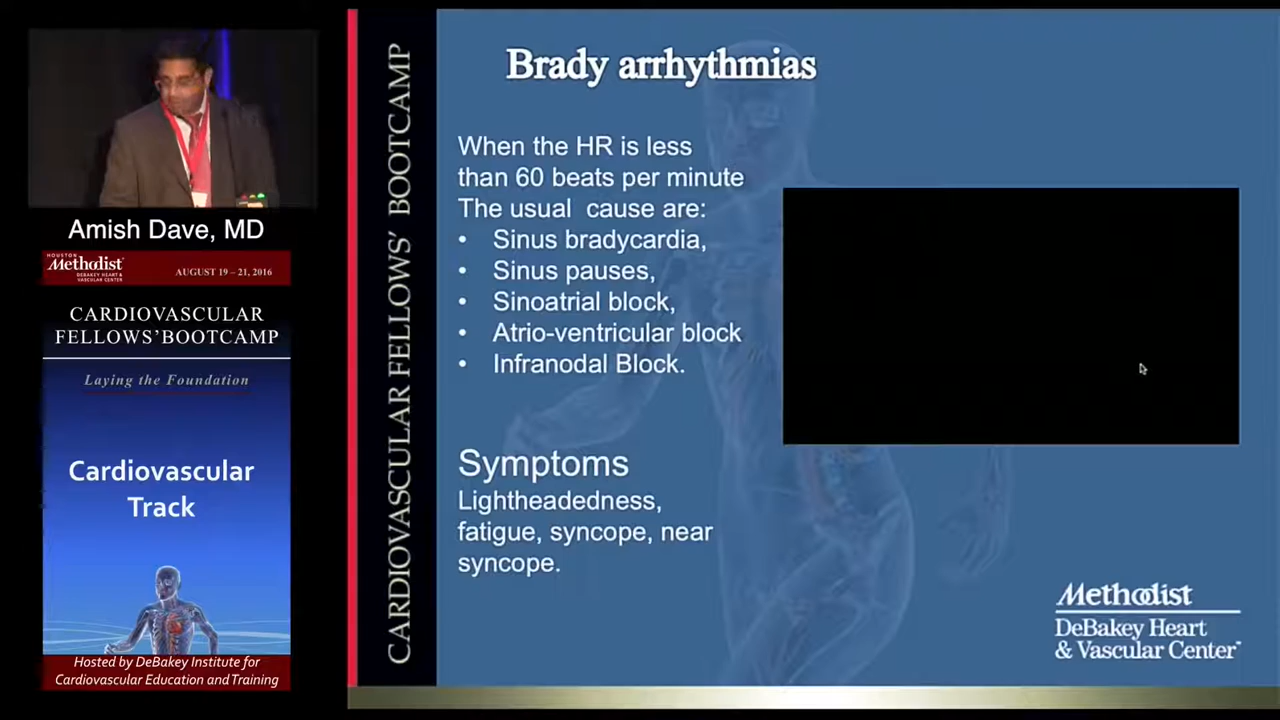 Amish Dave, MD
HOUSTON
Methodist
DEBAKEY HEART &
VASCULAR CENTER
AUGUST 19 – 21, 2016
CARDIOVASCULAR
FELLOWS'BOOTCAMP
Laying the Foundation
Cardiovascular
Track
Hosted by DeBakey Institute for
Cardiovascular Education and Training
CARDIOVASCULAR FELLOWS' BOOTCAMP
Brady arrhythmias
When the HR is less
than 60 beats per minute
The usual cause are:
• Sinus bradycardia,
• Sinus pauses,
• Sinoatrial block,
• Atrio-ventricular block
• Infranodal Block.
Symptoms
Lightheadedness,
fatigue, syncope, near
syncope.
Methodist
DeBakey Heart
& Vascular Center